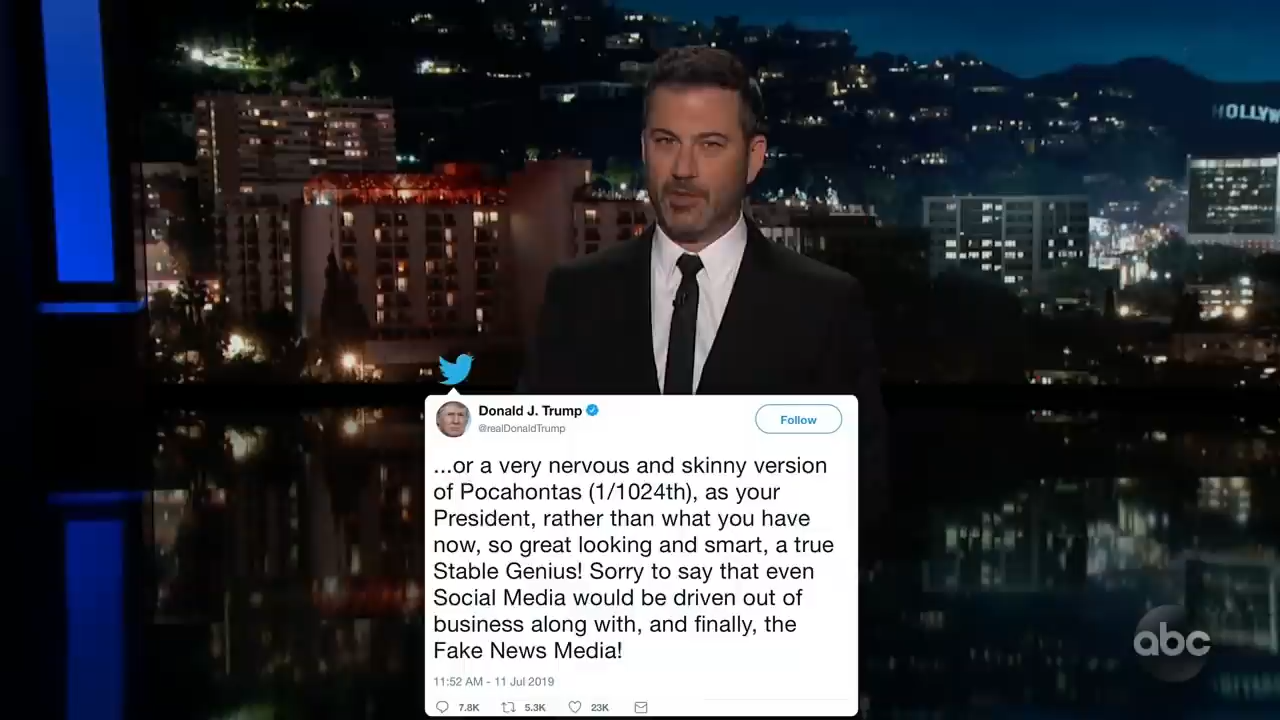 HOLLYW
Donald J. Trump
@realDonaldTrump
Follow
...or a very nervous and skinny version
of Pocahontas (1/1024th), as your
President, rather than what you have
now, so great looking and smart, a true
Stable Genius! Sorry to say that even
Social Media would be driven out of
business along with, and finally, the
Fake News Media!
11:52 AM - 11 Jul 2019
7.8K 5.3K 23K
abc